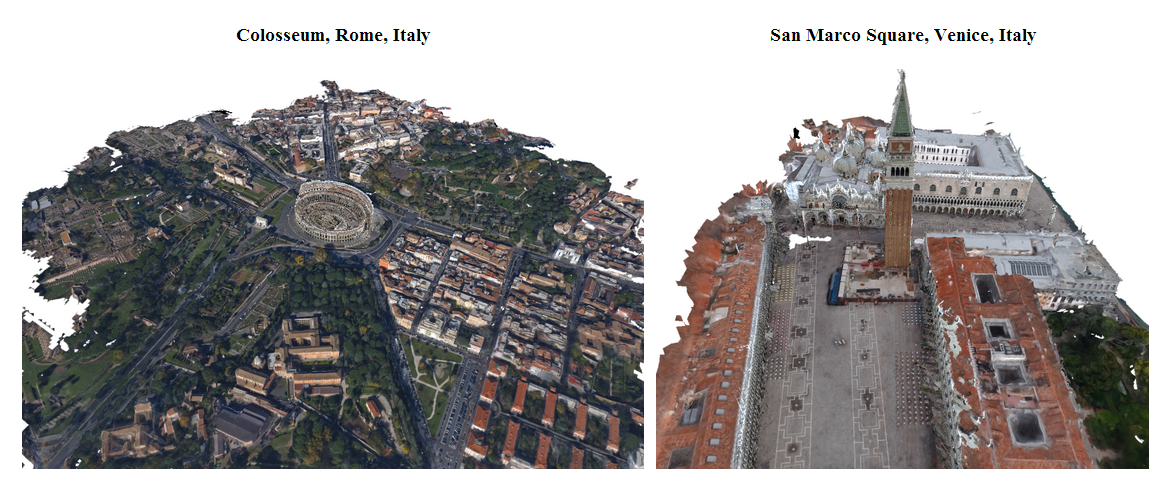 Colosseum, Rome, Italy
San Marco Square, Venice, Italy